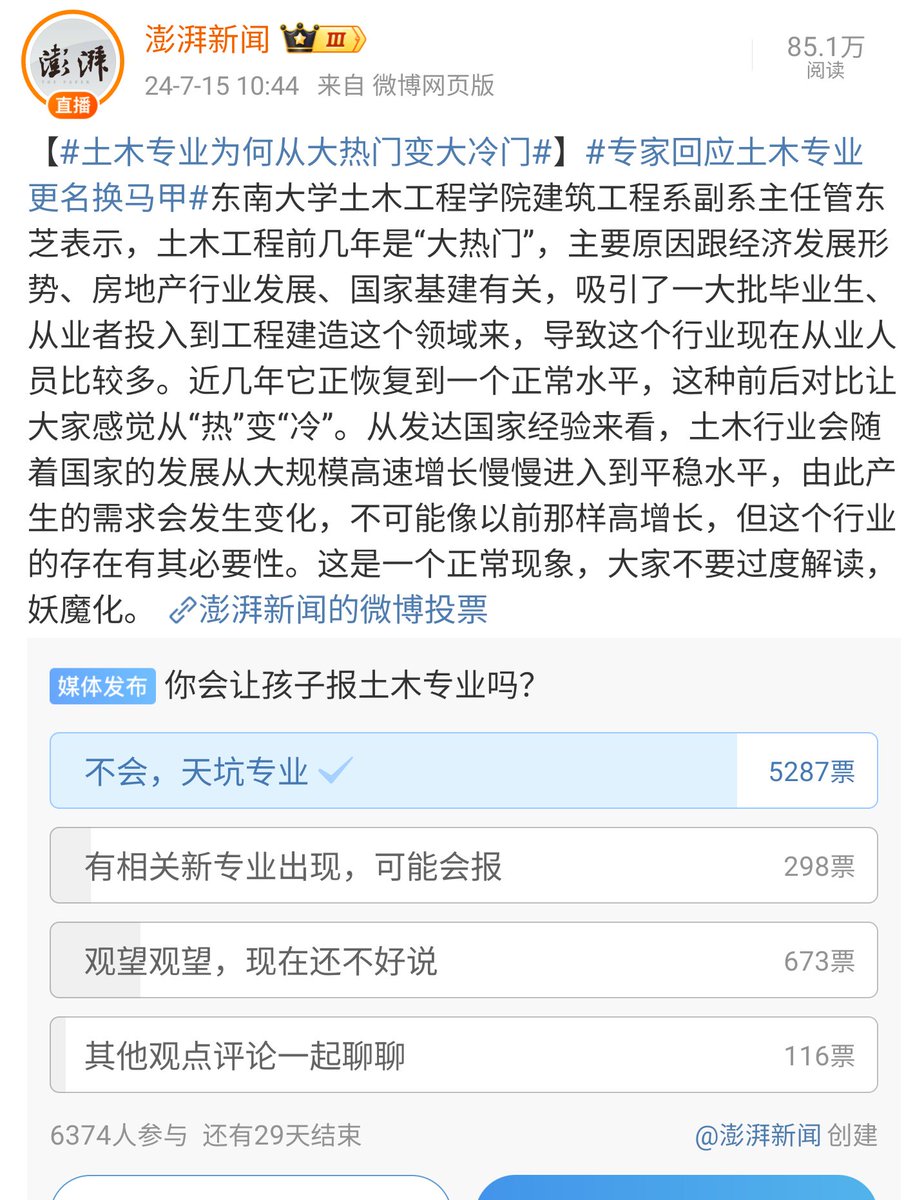 澎湃新闻 III
澎湃
直播
24-7-15 10:44 来自 微博网页版
85.1万
阅读
【#土木专业为何从大热门变大冷门#】#专家回应土木专业
更名换马甲#东南大学土木工程学院建筑工程系副系主任管东
芝表示，土木工程前几年是“大热门”，主要原因跟经济发展形
势、房地产行业发展、国家基建有关，吸引了一大批毕业生、
从业者投入到工程建造这个领域来，导致这个行业现在从业人
员比较多。近几年它正恢复到一个正常水平，这种前后对比让
大家感觉从“热”变“冷”。从发达国家经验来看，土木行业会随
着国家的发展从大规模高速增长慢慢进入到平稳水平，由此产
生的需求会发生变化，不可能像以前那样高增长，但这个行业
的存在有其必要性。这是一个正常现象，大家不要过度解读，
妖魔化。 澎湃新闻的微博投票
媒体发布 你会让孩子报土木专业吗？
不会，天坑专业 5287票
有相关新专业出现，可能会报 298票
观望观望，现在还不好说 673票
其他观点评论一起聊聊 116票
6374人参与 还有29天结束 @澎湃新闻 创建